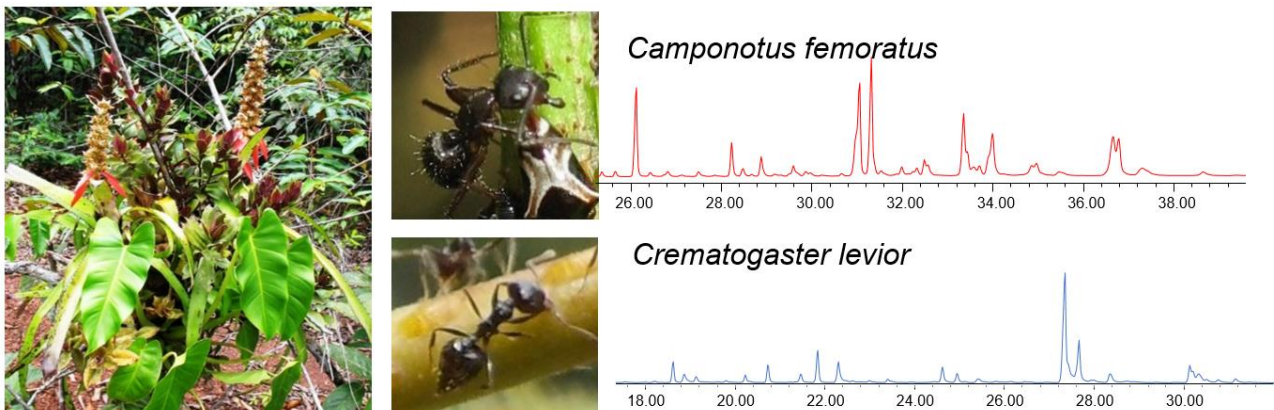 Camponotus femoratus
26.00 28.00 30.00 32.00 34.00 36.00 38.00
Crematogaster levior
18.00 20.00 22.00 24.00 26.00 28.00 30.00